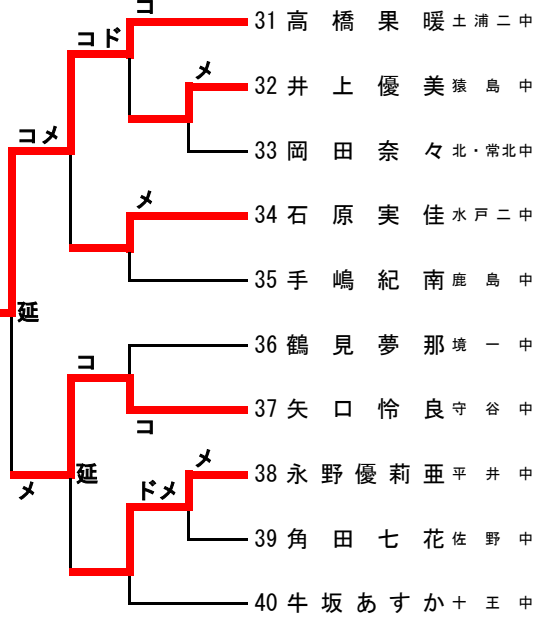 コ
31 高橋果暖 土浦二中
コド
メ
32 井上優美 猿島中
コメ
33 岡田奈々 北・常北中
メ
34 石原実佳 水戸二中
35 手嶋紀南 鹿島中
延
36 鶴見夢那 境一中
コ
37 矢口怜良 守谷中
コ
メ
38 永野優莉亜 平井中
延
メ
ドメ
39 角田七花 佐野中
40 牛坂あすか 十王中